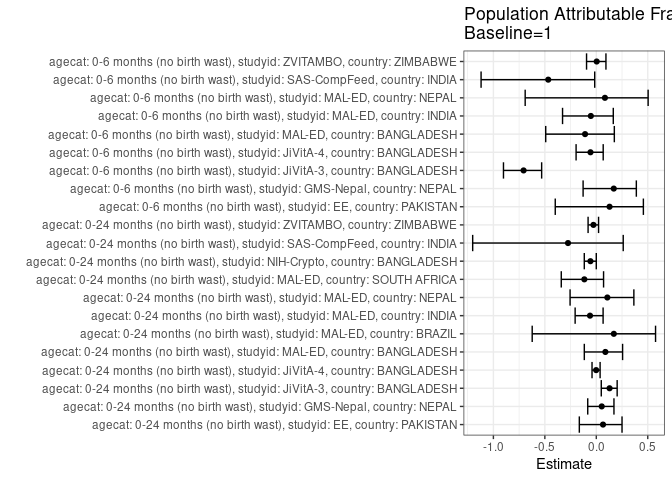 Population Attributable Fra
Baseline=1
agecat: 0-6 months (no birth wast), studyid: ZVITAMBO, country: ZIMBABWE
agecat: 0-6 months (no birth wast), studyid: SAS-CompFeed, country: INDIA
agecat: 0-6 months (no birth wast), studyid: MAL-ED, country: NEPAL
agecat: 0-6 months (no birth wast), studyid: MAL-ED, country: INDIA
agecat: 0-6 months (no birth wast), studyid: MAL-ED, country: BANGLADESH
agecat: 0-6 months (no birth wast), studyid: JiVitA-4, country: BANGLADESH
agecat: 0-6 months (no birth wast), studyid: JiVitA-3, country: BANGLADESH
agecat: 0-6 months (no birth wast), studyid: GMS-Nepal, country: NEPAL
agecat: 0-6 months (no birth wast), studyid: EE, country: PAKISTAN
agecat: 0-24 months (no birth wast), studyid: ZVITAMBO, country: ZIMBABWE
agecat: 0-24 months (no birth wast), studyid: SAS-CompFeed, country: INDIA
agecat: 0-24 months (no birth wast), studyid: NIH-Crypto, country: BANGLADESH
agecat: 0-24 months (no birth wast), studyid: MAL-ED, country: SOUTH AFRICA
agecat: 0-24 months (no birth wast), studyid: MAL-ED, country: NEPAL
agecat: 0-24 months (no birth wast), studyid: MAL-ED, country: INDIA
agecat: 0-24 months (no birth wast), studyid: MAL-ED, country: BRAZIL
agecat: 0-24 months (no birth wast), studyid: MAL-ED, country: BANGLADESH
agecat: 0-24 months (no birth wast), studyid: JiVitA-4, country: BANGLADESH
agecat: 0-24 months (no birth wast), studyid: JiVitA-3, country: BANGLADESH
agecat: 0-24 months (no birth wast), studyid: GMS-Nepal, country: NEPAL
agecat: 0-24 months (no birth wast), studyid: EE, country: PAKISTAN
-1.0 -0.5 0.0 0.5
Estimate